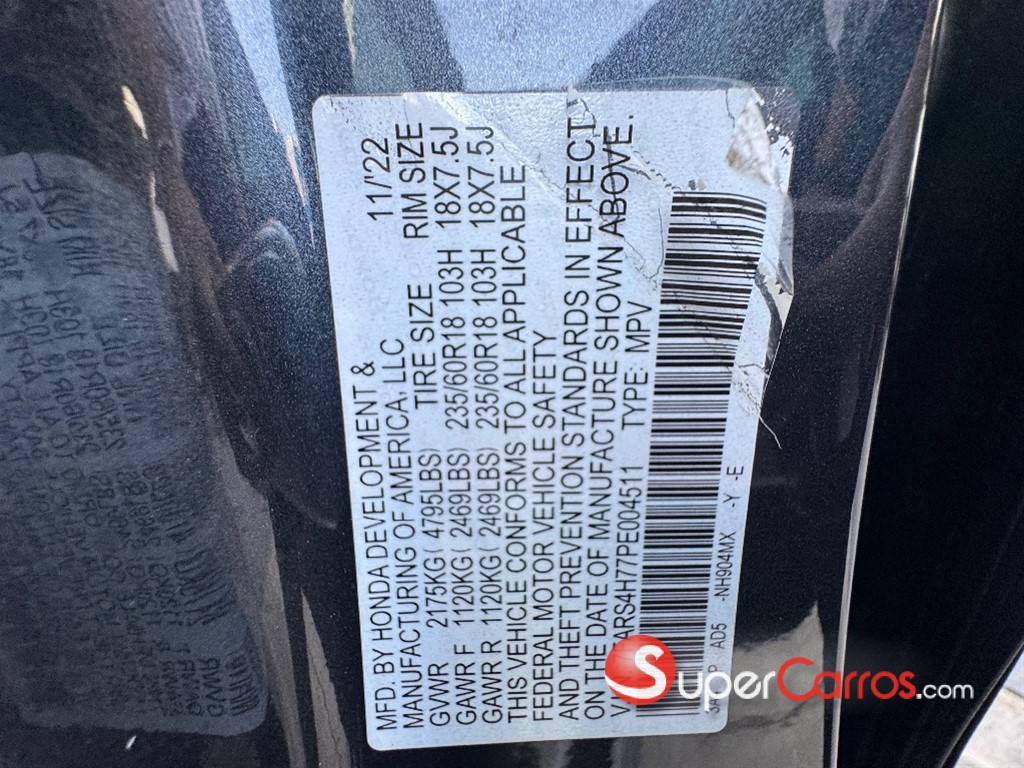 MFD. BY HONDA DEVELOPMENT & 11/'22
MANUFACTURING OF AMERICA, LLC TIRE SIZE RIM SIZE
GVWR 2175KG( 4795LBS)
GAWR F 1120KG( 2469LBS) 235/60R18 103H 18X7.5J
GAWR R 1120KG( 2469LBS) 235/60R18 103H 18X7.5J
THIS VEHICLE CONFORMS TO ALL APPLICABLE
FEDERAL MOTOR VEHICLE SAFETY
AND THEFT PREVENTION STANDARDS IN EFFECT
ON THE DATE OF MANUFACTURE SHOWN ABOVE.
TYPE: MPV
AD5 -NH904MX -Y -E
SuperCarros.com